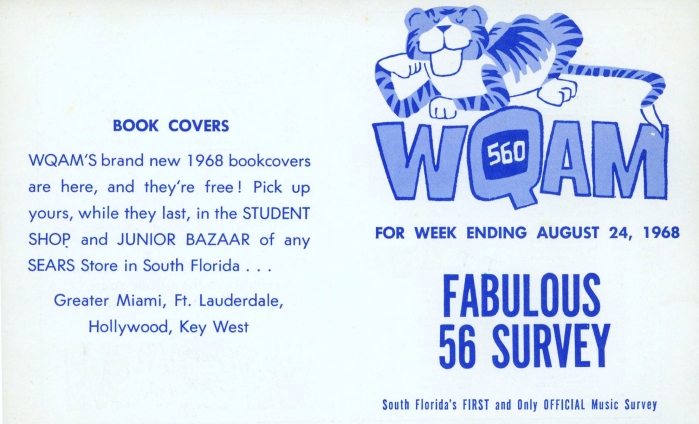 BOOK COVERS
WQAM'S brand new 1968 bookcovers
are here, and they're free! Pick up
yours, while they last, in the STUDENT
SHOP, and JUNIOR BAZAAR of any
SEARS Store in South Florida . . .
Greater Miami, Ft. Lauderdale,
Hollywood, Key West
WQAM
560
FOR WEEK ENDING AUGUST 24, 1968
FABULOUS
56 SURVEY
South Florida's FIRST and Only OFFICIAL Music Survey